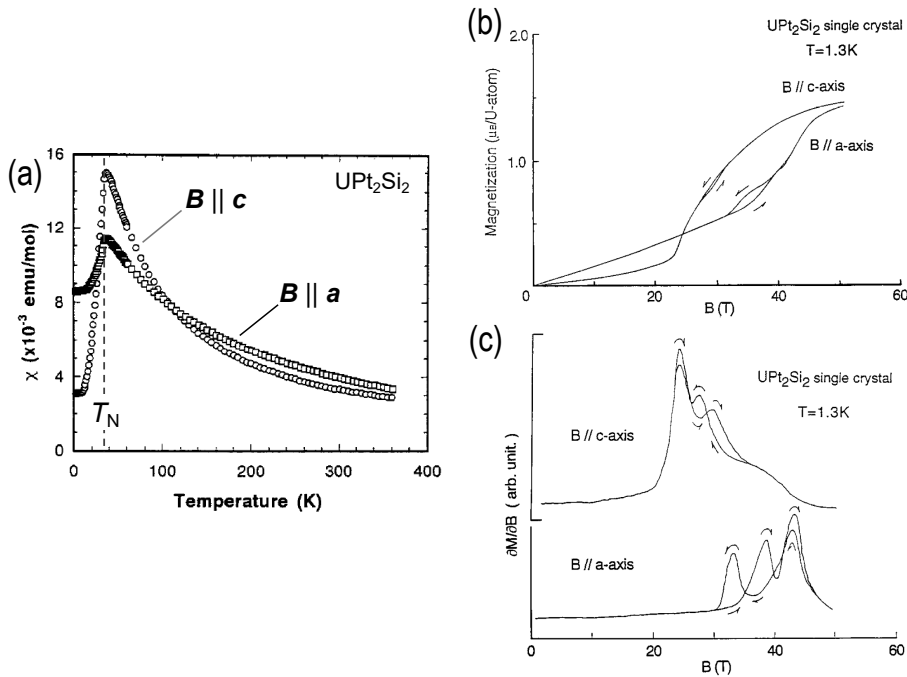 (a)
16
12
8
4
0
χ (x10⁻³ emu/mol)
UPt₂Si₂
B || c
B || a
T_N
0 100 200 300 400
Temperature (K)
(b)
2.0
1.0
Magnetization (μB/U-atom)
UPt₂Si₂ single crystal
T=1.3K
B // c-axis
B // a-axis
0 20 40 60
B (T)
(c)
UPt₂Si₂ single crystal
T=1.3K
B // c-axis
∂M/∂B ( arb. unit. )
B // a-axis
0 20 40 60
B (T)